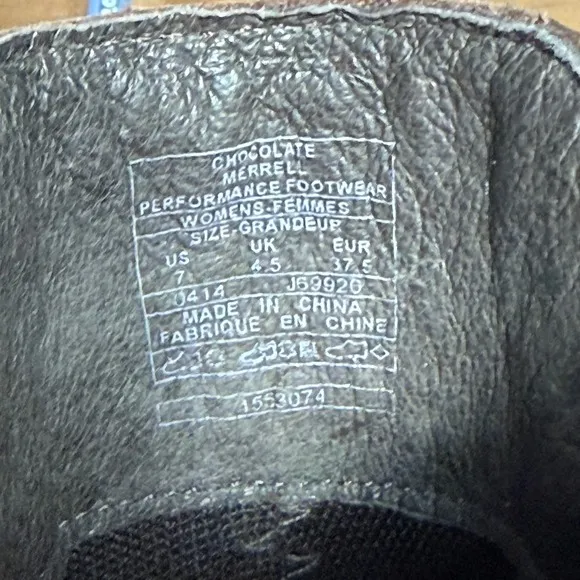 CHOCOLATE
MERRELL
PERFORMANCE FOOTWEAR
WOMENS-FEMMES
SIZE-GRANDEUR
US UK EUR
7 4.5 37.5
0414 J69920
MADE IN CHINA
FABRIQUE EN CHINE
1553074